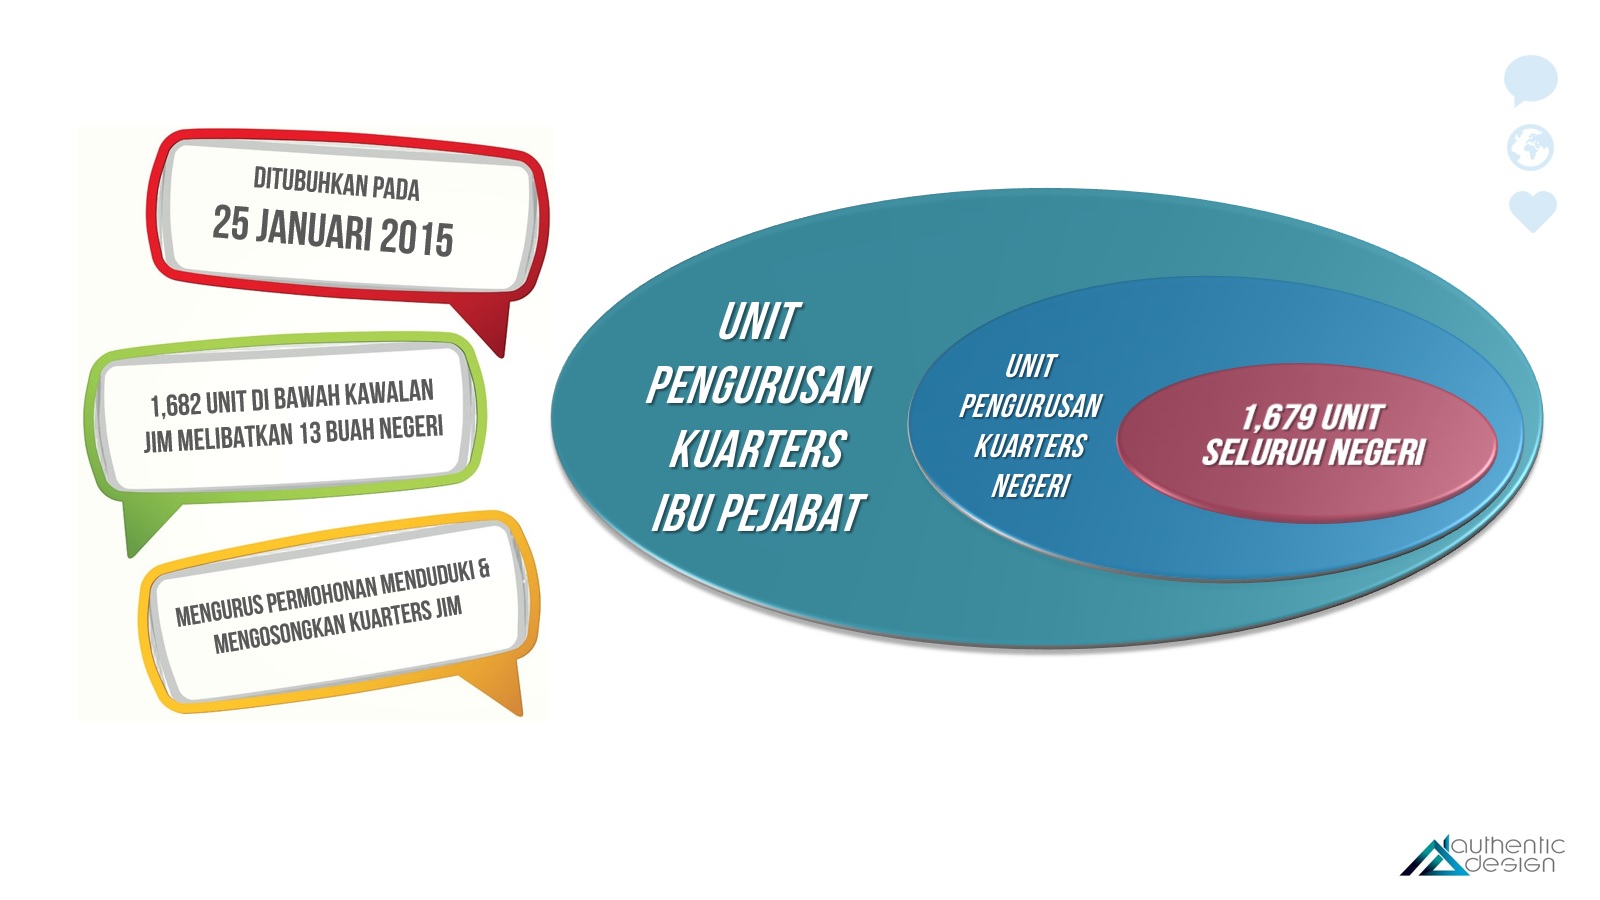 DITUBUHKAN PADA
25 JANUARI 2015
1,682 UNIT DI BAWAH KAWALAN
JIM MELIBATKAN 13 BUAH NEGERI
MENGURUS PERMOHONAN MENDUDUKI &
MENGOSONGKAN KUARTERS JIM
UNIT
PENGURUSAN
KUARTERS
IBU PEJABAT
UNIT
PENGURUSAN
KUARTERS
NEGERI
1,679 UNIT
SELURUH NEGERI
authentic
design